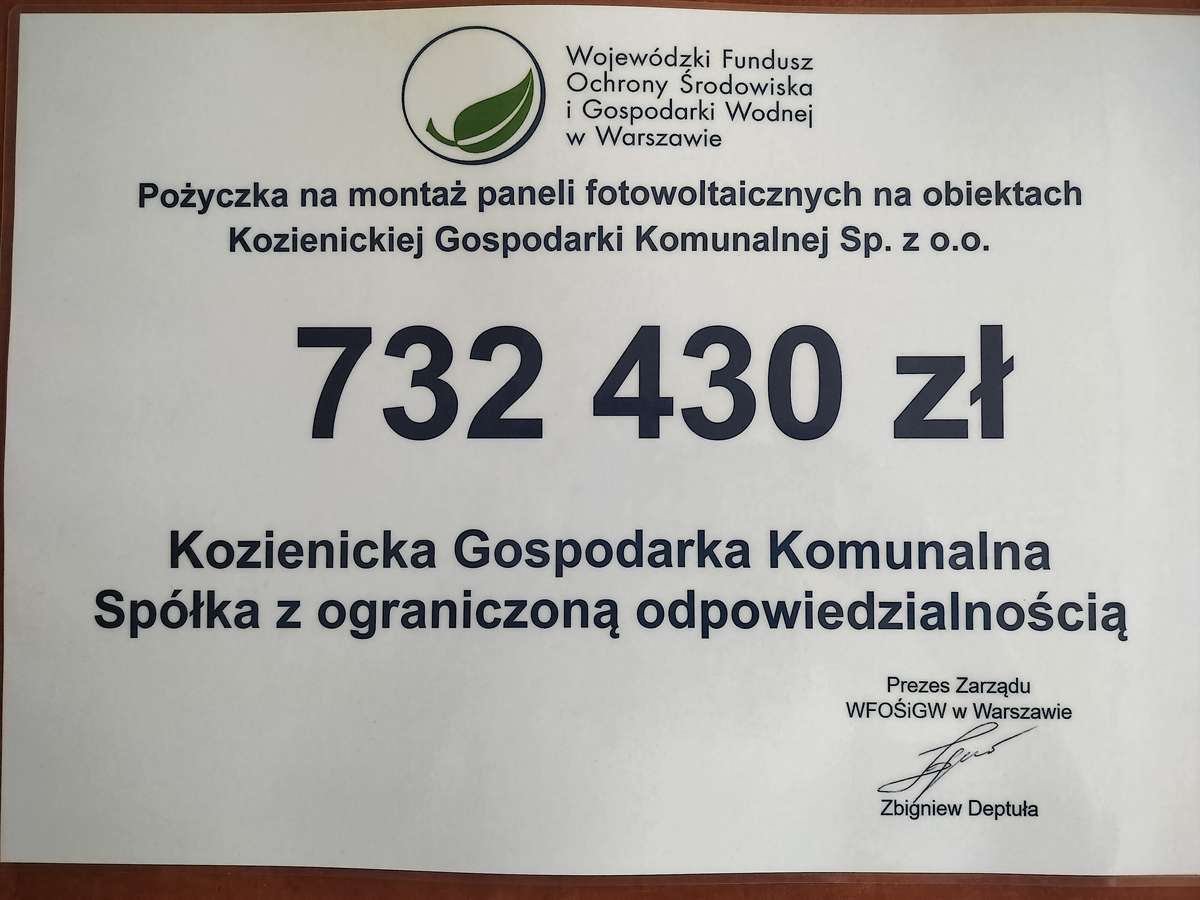 Wojewódzki Fundusz
Ochrony Środowiska
i Gospodarki Wodnej
w Warszawie
Pożyczka na montaż paneli fotowoltaicznych na obiektach
Kozienickiej Gospodarki Komunalnej Sp. z o.o.
732 430 zł
Kozienicka Gospodarka Komunalna
Spółka z ograniczoną odpowiedzialnością
Prezes Zarządu
WFOŚiGW w Warszawie
Zbigniew Deptuła